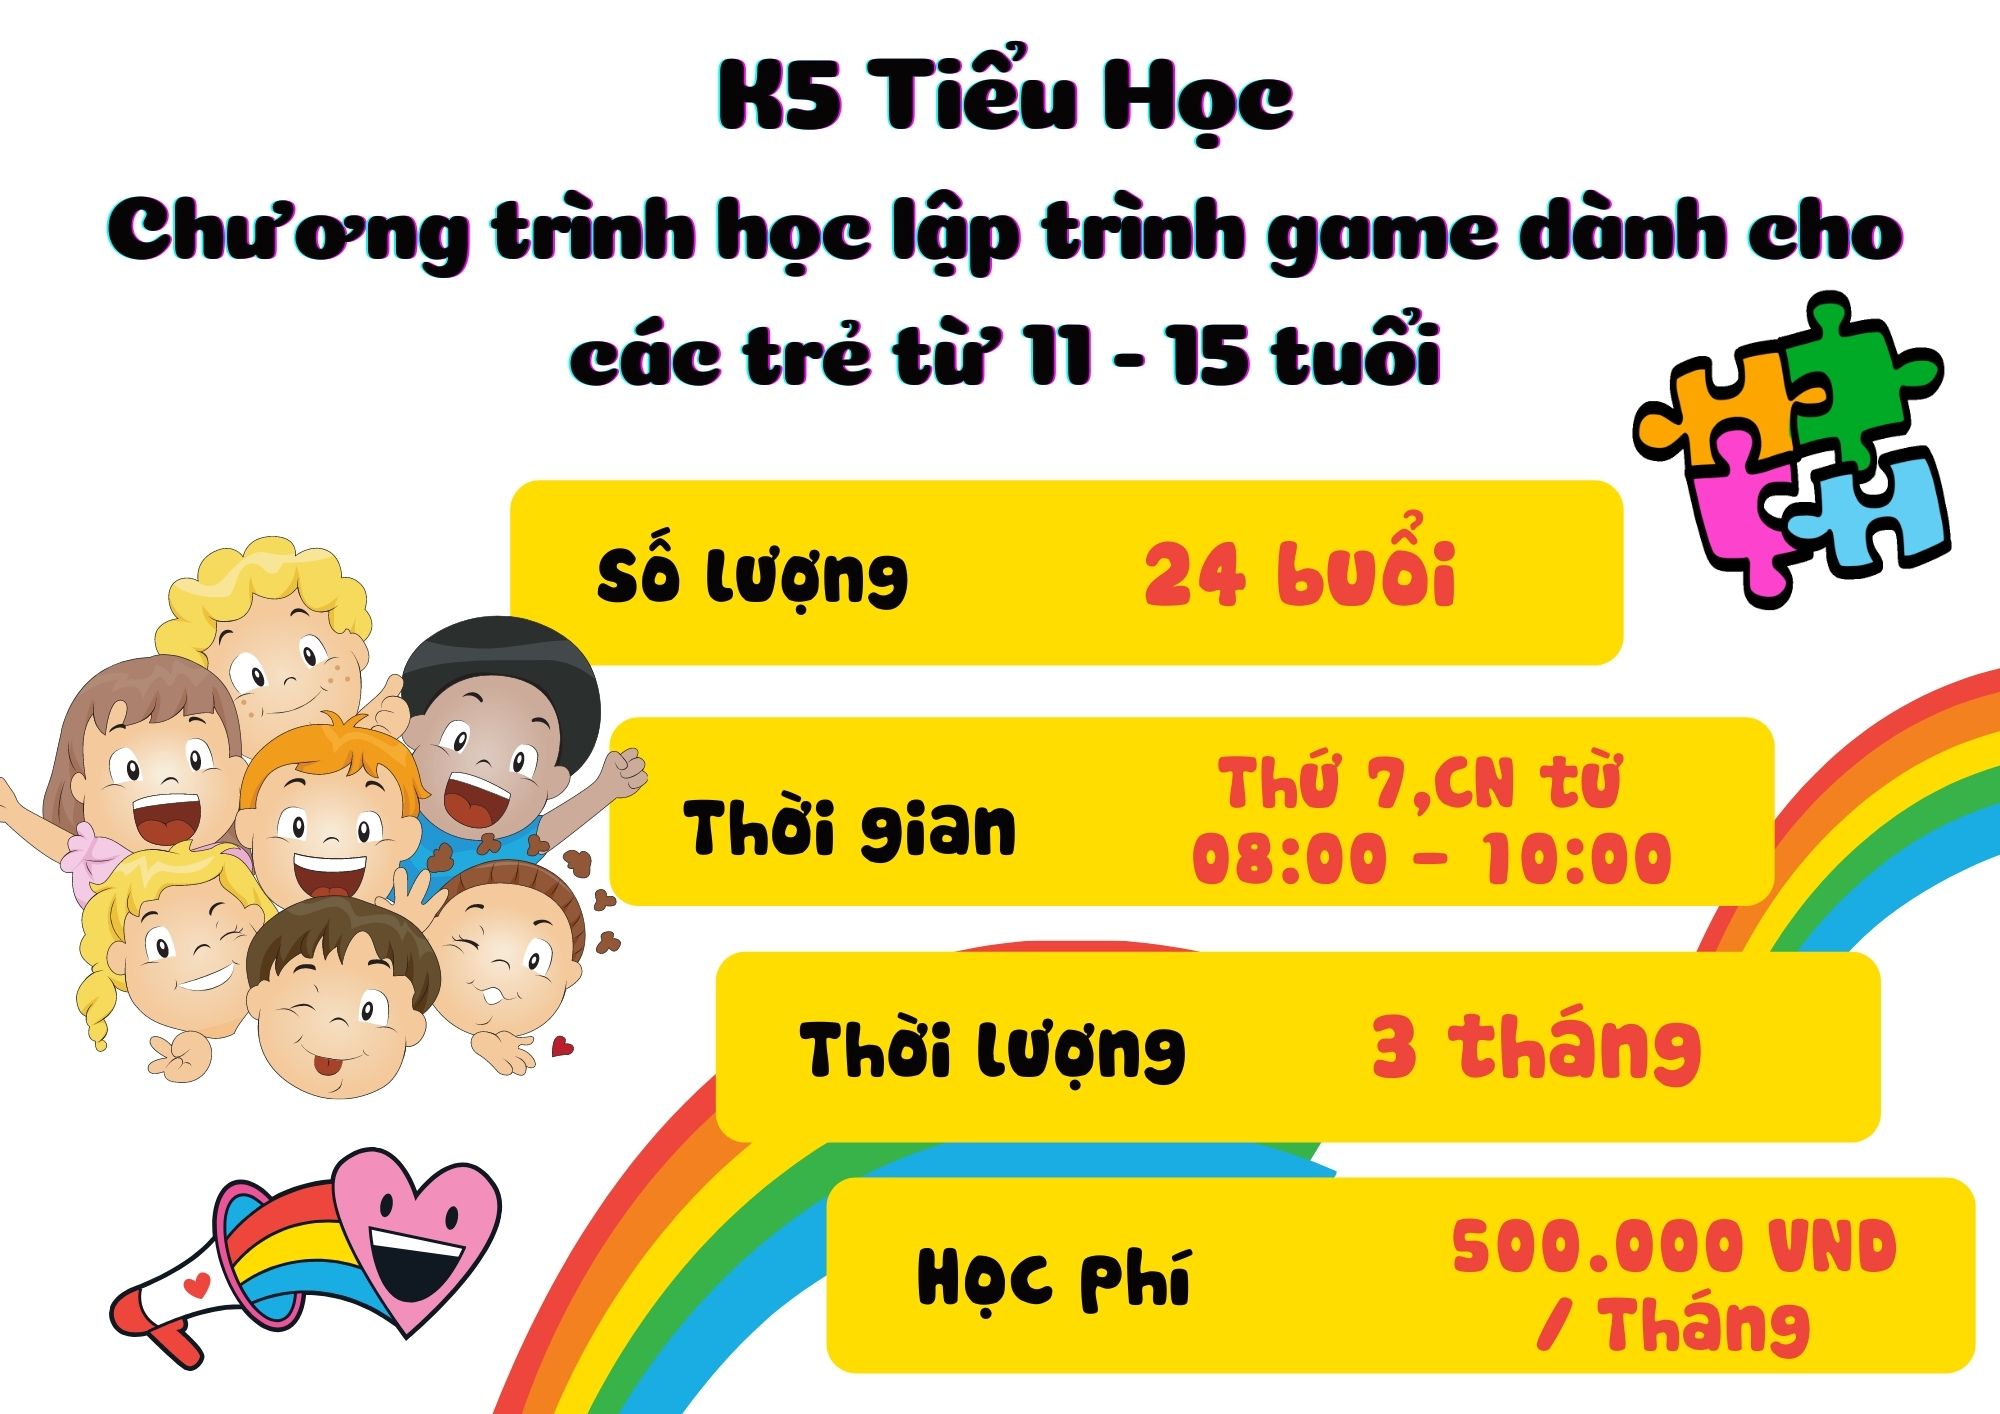 K5 Tiểu Học
Chương trình học lập trình game dành cho
các trẻ từ 11 - 15 tuổi
Số lượng
24 buổi
Thời gian
Thứ 7,CN từ
08:00 - 10:00
Thời lượng
3 tháng
Học phí
500.000 VND
/ Tháng